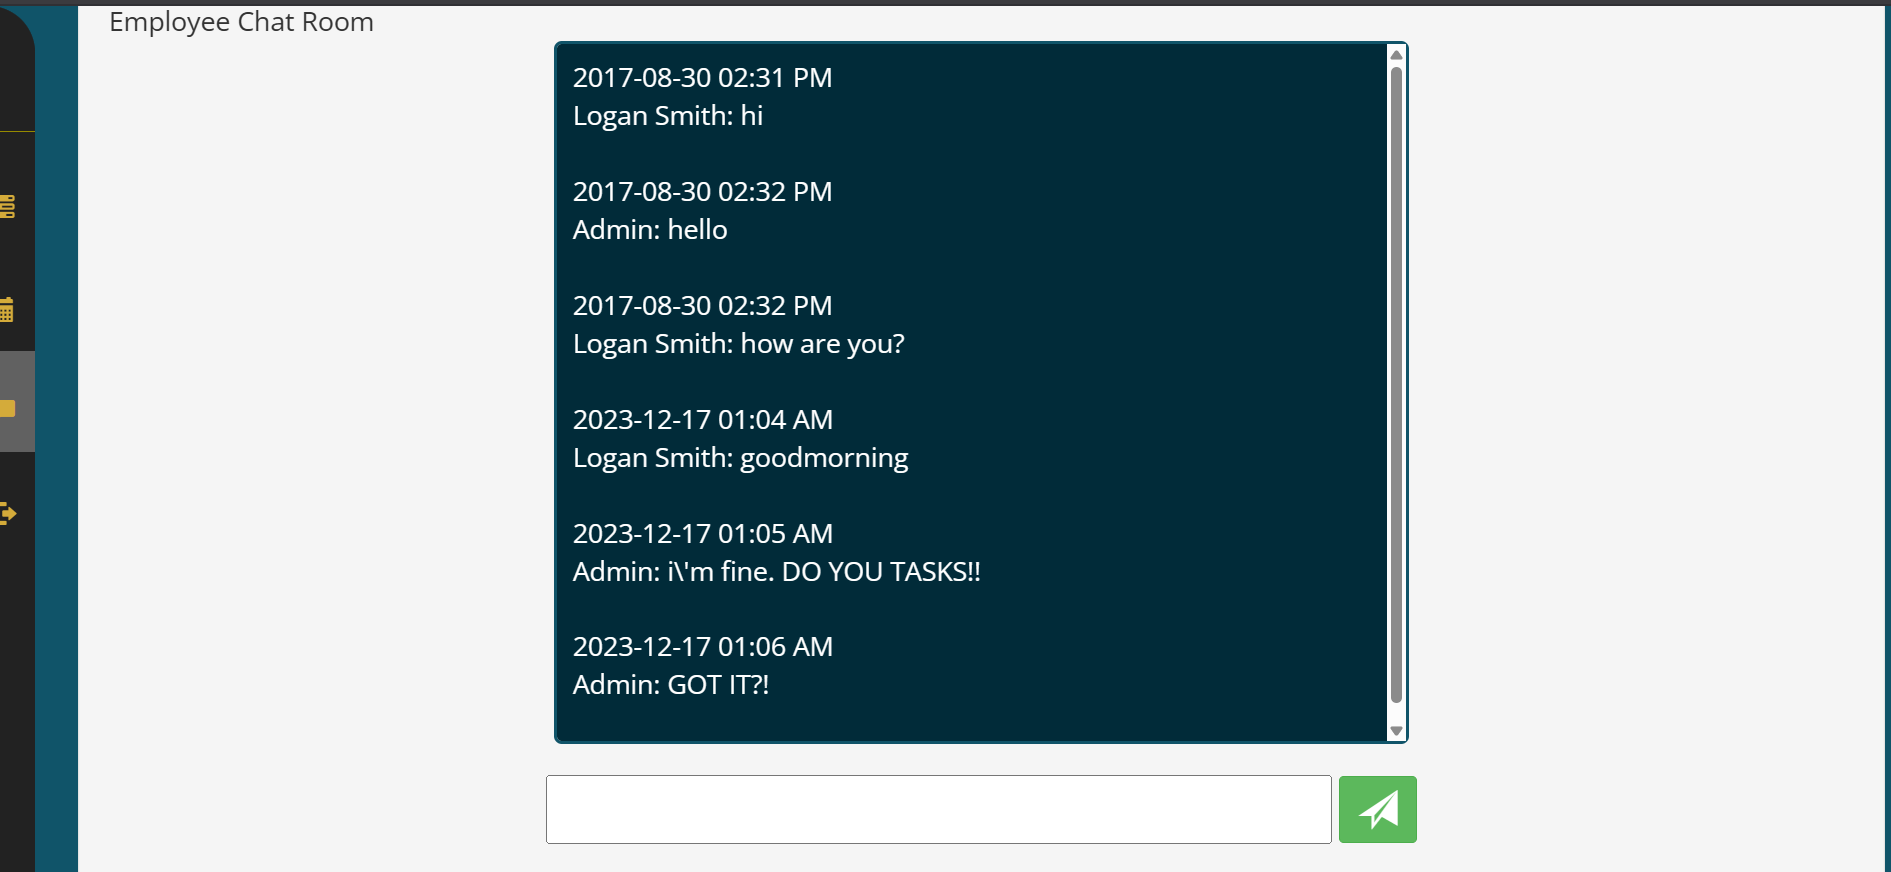 Employee Chat Room
2017-08-30 02:31 PM
Logan Smith: hi
2017-08-30 02:32 PM
Admin: hello
2017-08-30 02:32 PM
Logan Smith: how are you?
2023-12-17 01:04 AM
Logan Smith: goodmorning
2023-12-17 01:05 AM
Admin: i\'m fine. DO YOU TASKS!!
2023-12-17 01:06 AM
Admin: GOT IT?!